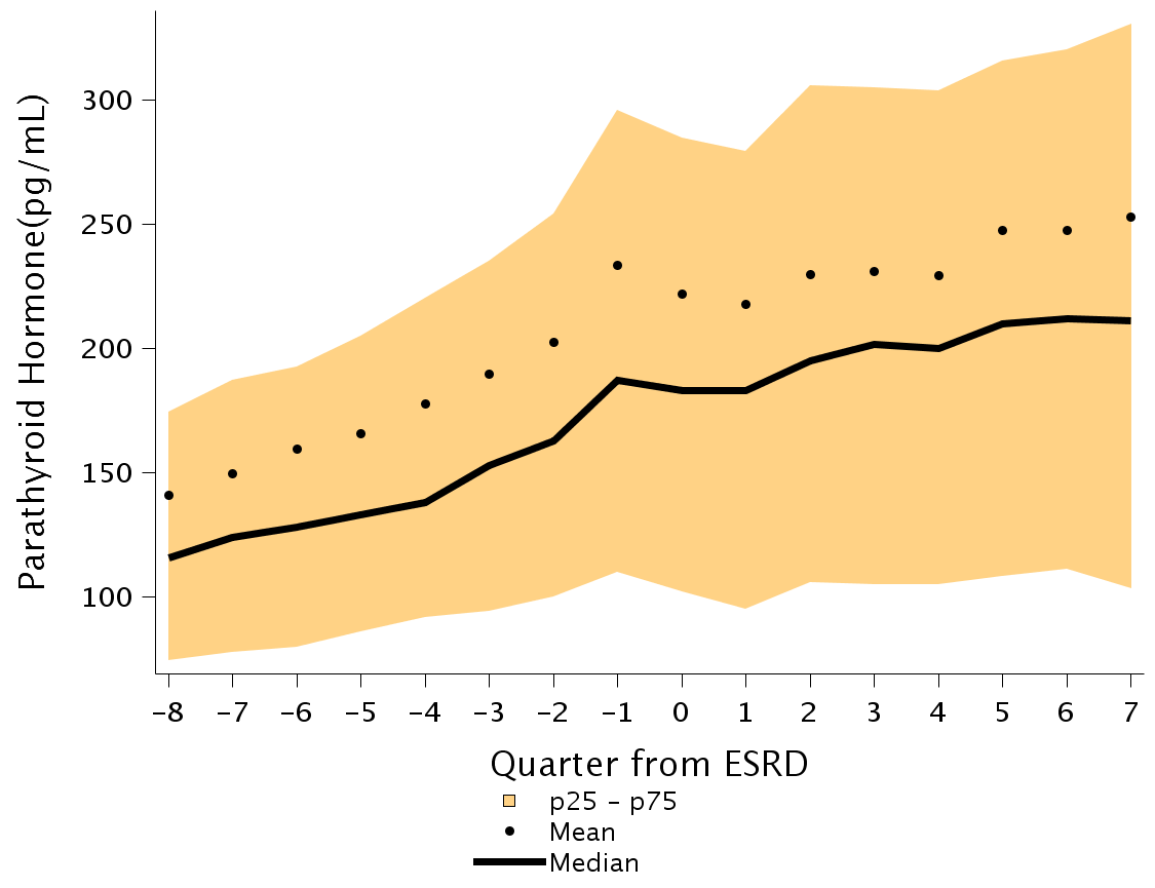 Parathyroid Hormone(pg/mL)
300
250
200
150
100
−8 −7 −6 −5 −4 −3 −2 −1 0 1 2 3 4 5 6 7
Quarter from ESRD
p25 − p75
Mean
Median